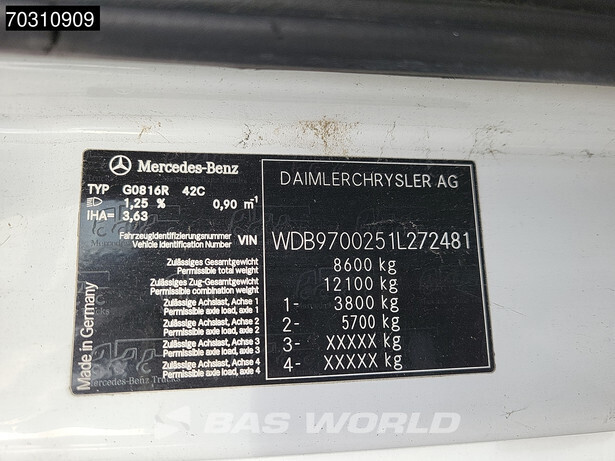 70310909
Mercedes-Benz
TYP G0816R 42C
1,25 % 0,90 m⁻¹
IHA= 3,63
DAIMLERCHRYSLER AG
Fahrzeugidentifizierungsnummer
Vehicle Identification Number VIN WDB9700251L272481
Zulässiges Gesamtgewicht
Permissible total weight 8600 kg
Zulässiges Zug-Gesamtgewicht
Permissible combination weight 12100 kg
Zulässige Achslast, Achse 1
Permissible axle load, axle 1 1- 3800 kg
Zulässige Achslast, Achse 2
Permissible axle load, axle 2 2- 5700 kg
Zulässige Achslast, Achse 3
Permissible axle load, axle 3 3- XXXXX kg
Zulässige Achslast, Achse 4
Permissible axle load, axle 4 4- XXXXX kg
Made in Germany
Mercedes-Benz Trucks
BAS WORLD